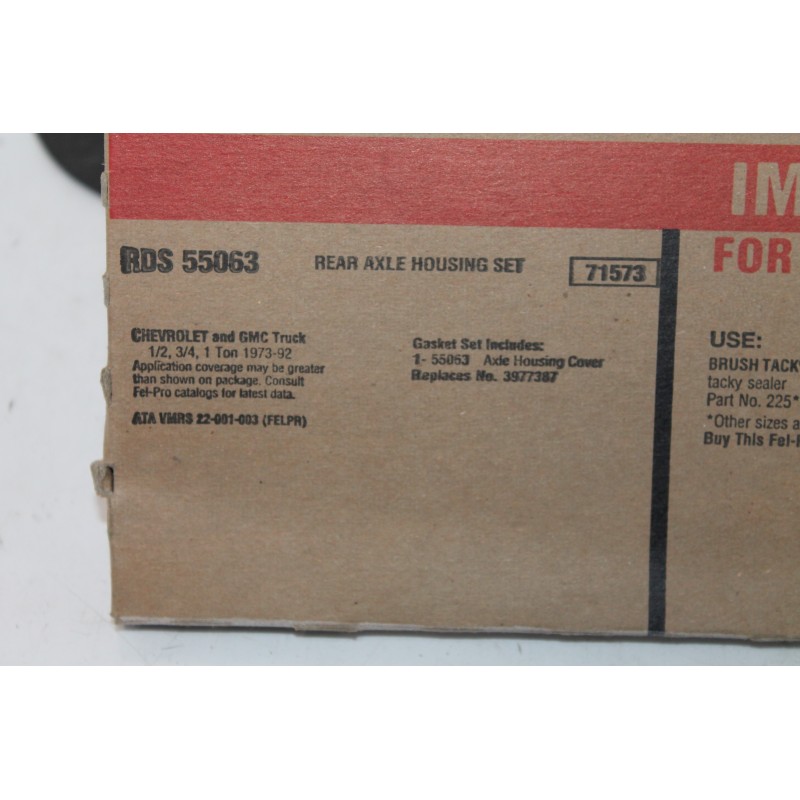 IM
RDS 55063
REAR AXLE HOUSING SET
71573
FOR
CHEVROLET and GMC Truck
1/2, 3/4, 1 Ton 1973-92
Application coverage may be greater
than shown on package. Consult
Fel-Pro catalogs for latest data.
ATA VMRS 22-001-003 (FELPR)
Gasket Set Includes:
1- 55063 Axle Housing Cover
Replaces No. 3977387
USE:
BRUSH TACK
tacky sealer
Part No. 225*
*Other sizes a
Buy This Fel-